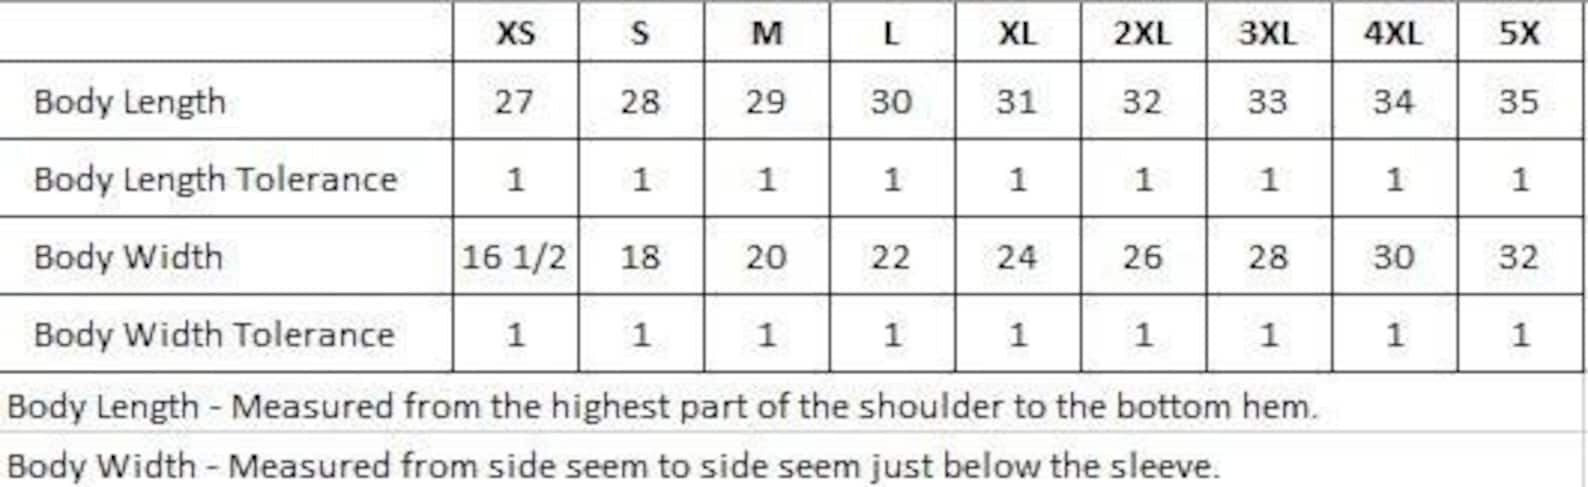 XS S M L XL 2XL 3XL 4XL 5X
Body Length 27 28 29 30 31 32 33 34 35
Body Length Tolerance 1 1 1 1 1 1 1 1 1
Body Width 16 1/2 18 20 22 24 26 28 30 32
Body Width Tolerance 1 1 1 1 1 1 1 1 1
Body Length - Measured from the highest part of the shoulder to the bottom hem.
Body Width - Measured from side seem to side seem just below the sleeve.